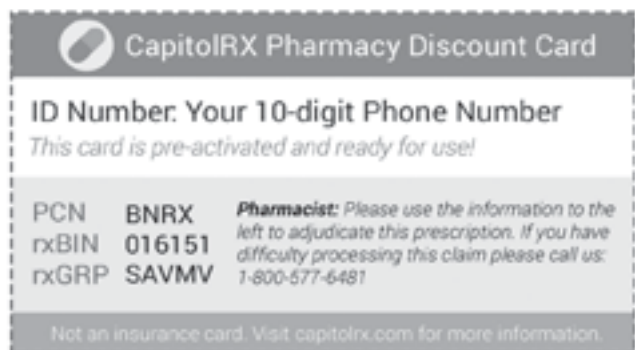 CapitolRX Pharmacy Discount Card
ID Number: Your 10-digit Phone Number
This card is pre-activated and ready for use!
PCN BNRX
rxBIN 016151
rxGRP SAVMV
Pharmacist: Please use the information to the
left to adjudicate this prescription. If you have
difficulty processing this claim please call us:
1-800-577-6481
Not an insurance card. Visit capitolrx.com for more information.